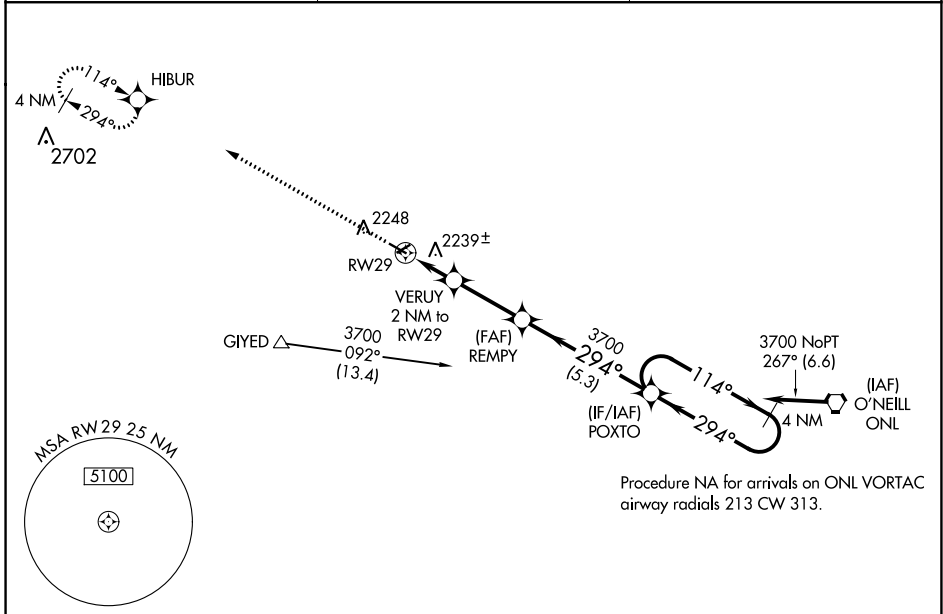 114°
HIBUR
4 NM
294°
2702
2248
2239±
RW29
VERUY
2 NM to
RW29
GIYED
3700
092°
(13.4)
(FAF)
REMPY
3700
294°
(5.3)
114°
294°
4 NM
(IF/IAF)
POXTO
3700 NoPT
267° (6.6)
(IAF)
O'NEILL
ONL
Procedure NA for arrivals on ONL VORTAC
airway radials 213 CW 313.
MSA RW 29 25 NM
5100